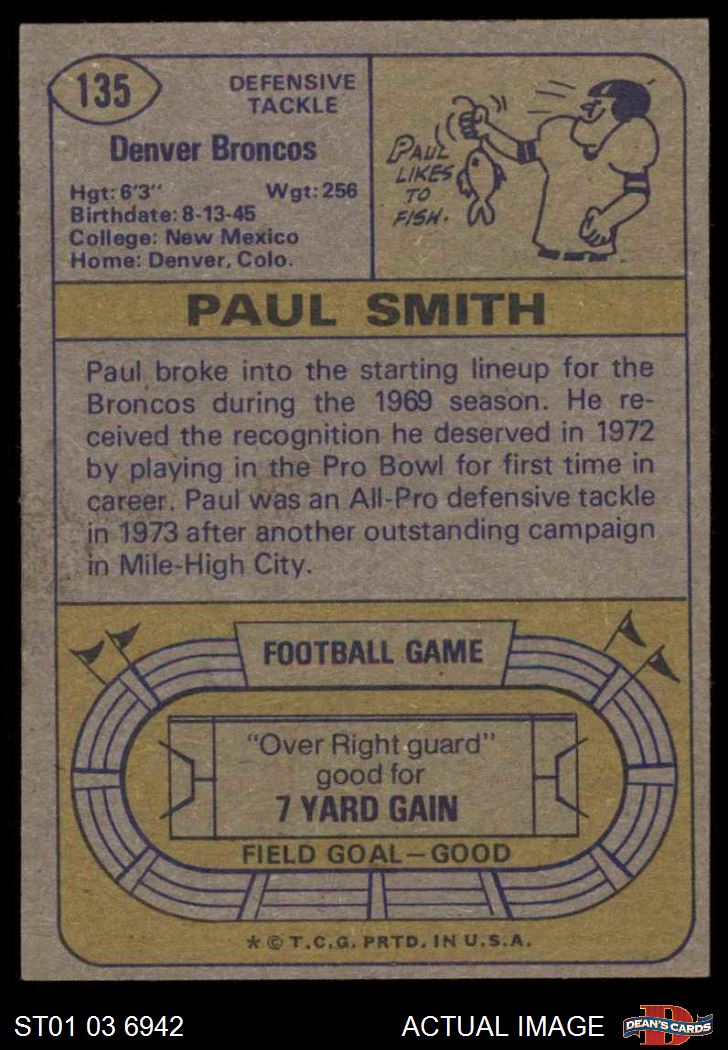 135
DEFENSIVE
TACKLE
Denver Broncos
Hgt: 6'3" Wgt: 256
Birthdate: 8-13-45
College: New Mexico
Home: Denver, Colo.
PAUL
LIKES
TO
FISH.
PAUL SMITH
Paul broke into the starting lineup for the
Broncos during the 1969 season. He re-
ceived the recognition he deserved in 1972
by playing in the Pro Bowl for first time in
career. Paul was an All-Pro defensive tackle
in 1973 after another outstanding campaign
in Mile-High City.
FOOTBALL GAME
"Over Right guard"
good for
7 YARD GAIN
FIELD GOAL—GOOD
* © T.C.G. PRTD. IN U.S.A.
ST01 03 6942 ACTUAL IMAGE
D
DEAN'S CARDS